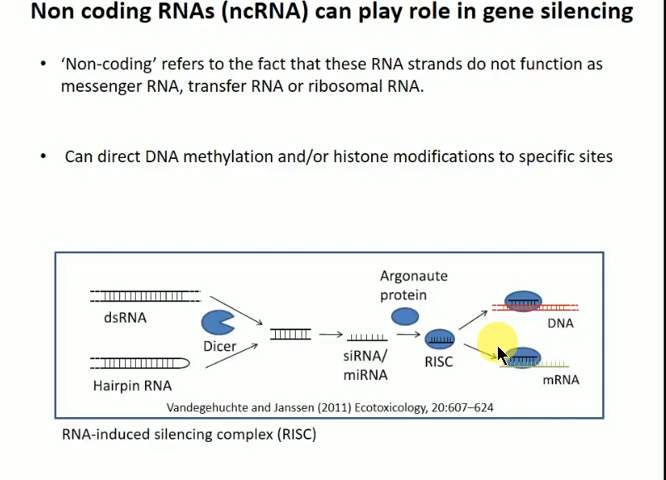 Non coding RNAs (ncRNA) can play role in gene silencing
• 'Non-coding' refers to the fact that these RNA strands do not function as
messenger RNA, transfer RNA or ribosomal RNA.
• Can direct DNA methylation and/or histone modifications to specific sites
Argonaute
protein
dsRNA
DNA
Dicer
siRNA/
miRNA
RISC
Hairpin RNA
mRNA
Vandegehuchte and Janssen (2011) Ecotoxicology, 20:607–624
RNA-induced silencing complex (RISC)